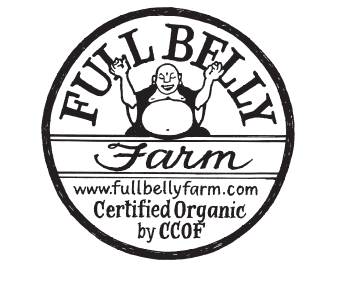 FULL BELLY
Farm
www.fullbellyfarm.com
Certified Organic
by CCOF